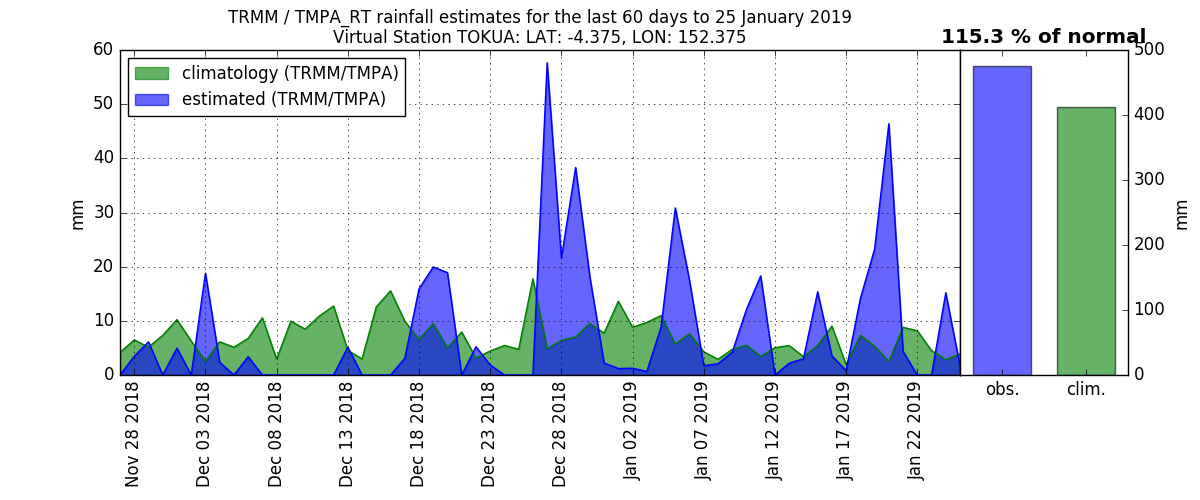 TRMM / TMPA_RT rainfall estimates for the last 60 days to 25 January 2019
Virtual Station TOKUA: LAT: -4.375, LON: 152.375
115.3 % of normal
climatology (TRMM/TMPA)
estimated (TRMM/TMPA)
60
50
40
30
20
10
0
mm
Nov 28 2018
Dec 03 2018
Dec 08 2018
Dec 13 2018
Dec 18 2018
Dec 23 2018
Dec 28 2018
Jan 02 2019
Jan 07 2019
Jan 12 2019
Jan 17 2019
Jan 22 2019
500
400
300
200
100
0
mm
obs.
clim.